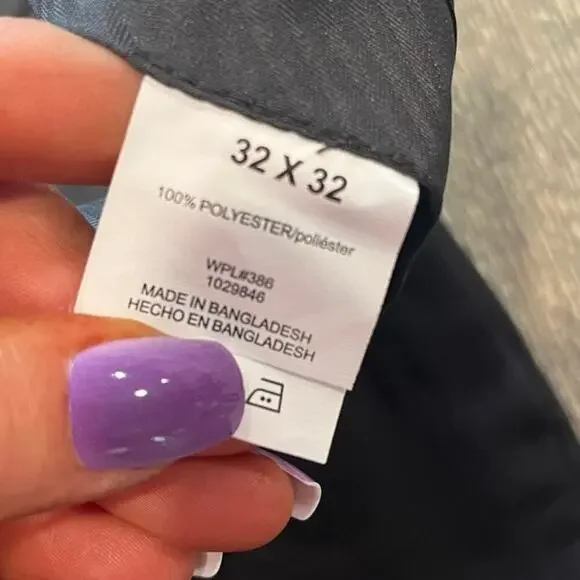 32 X 32
100% POLYESTER/poliéster
WPL#386
1029846
MADE IN BANGLADESH
HECHO EN BANGLADESH